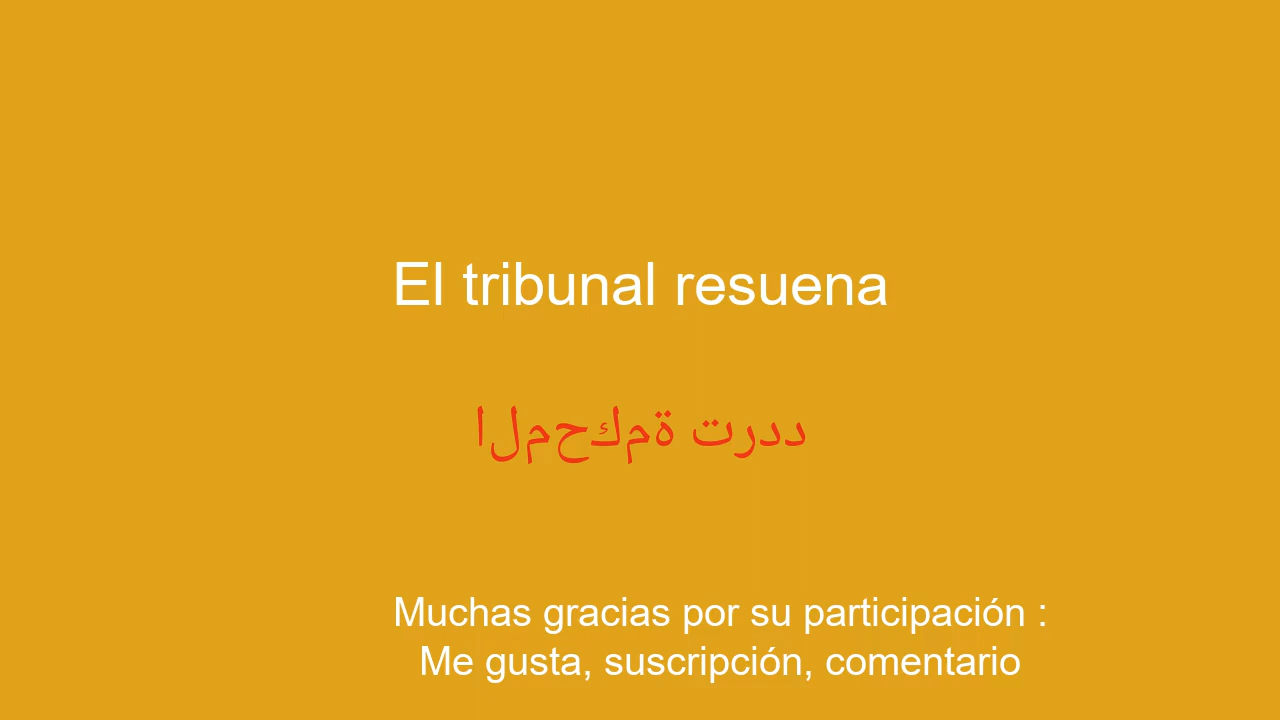 El tribunal resuena
المحكمة تردد
Muchas gracias por su participación :
Me gusta, suscripción, comentario